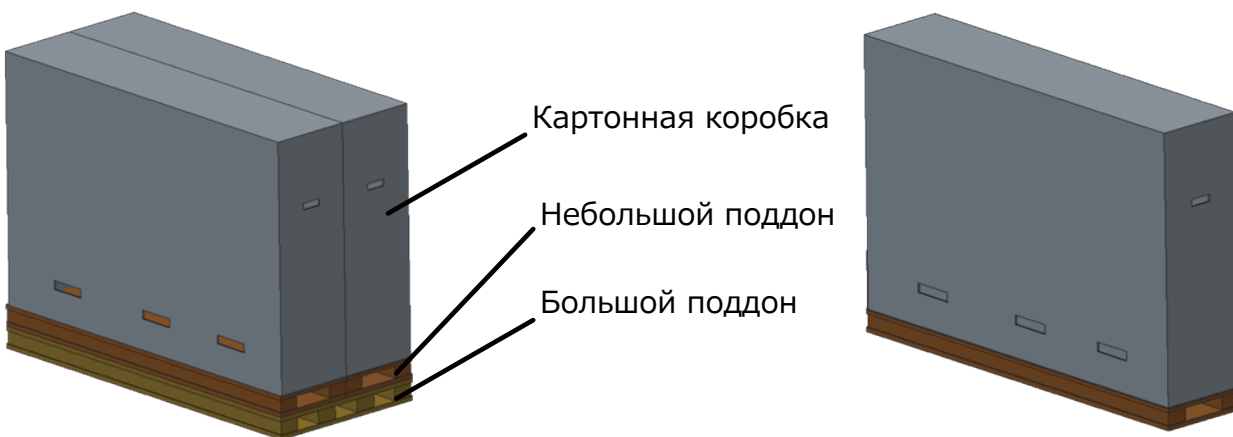 Картонная коробка
Небольшой поддон
Большой поддон